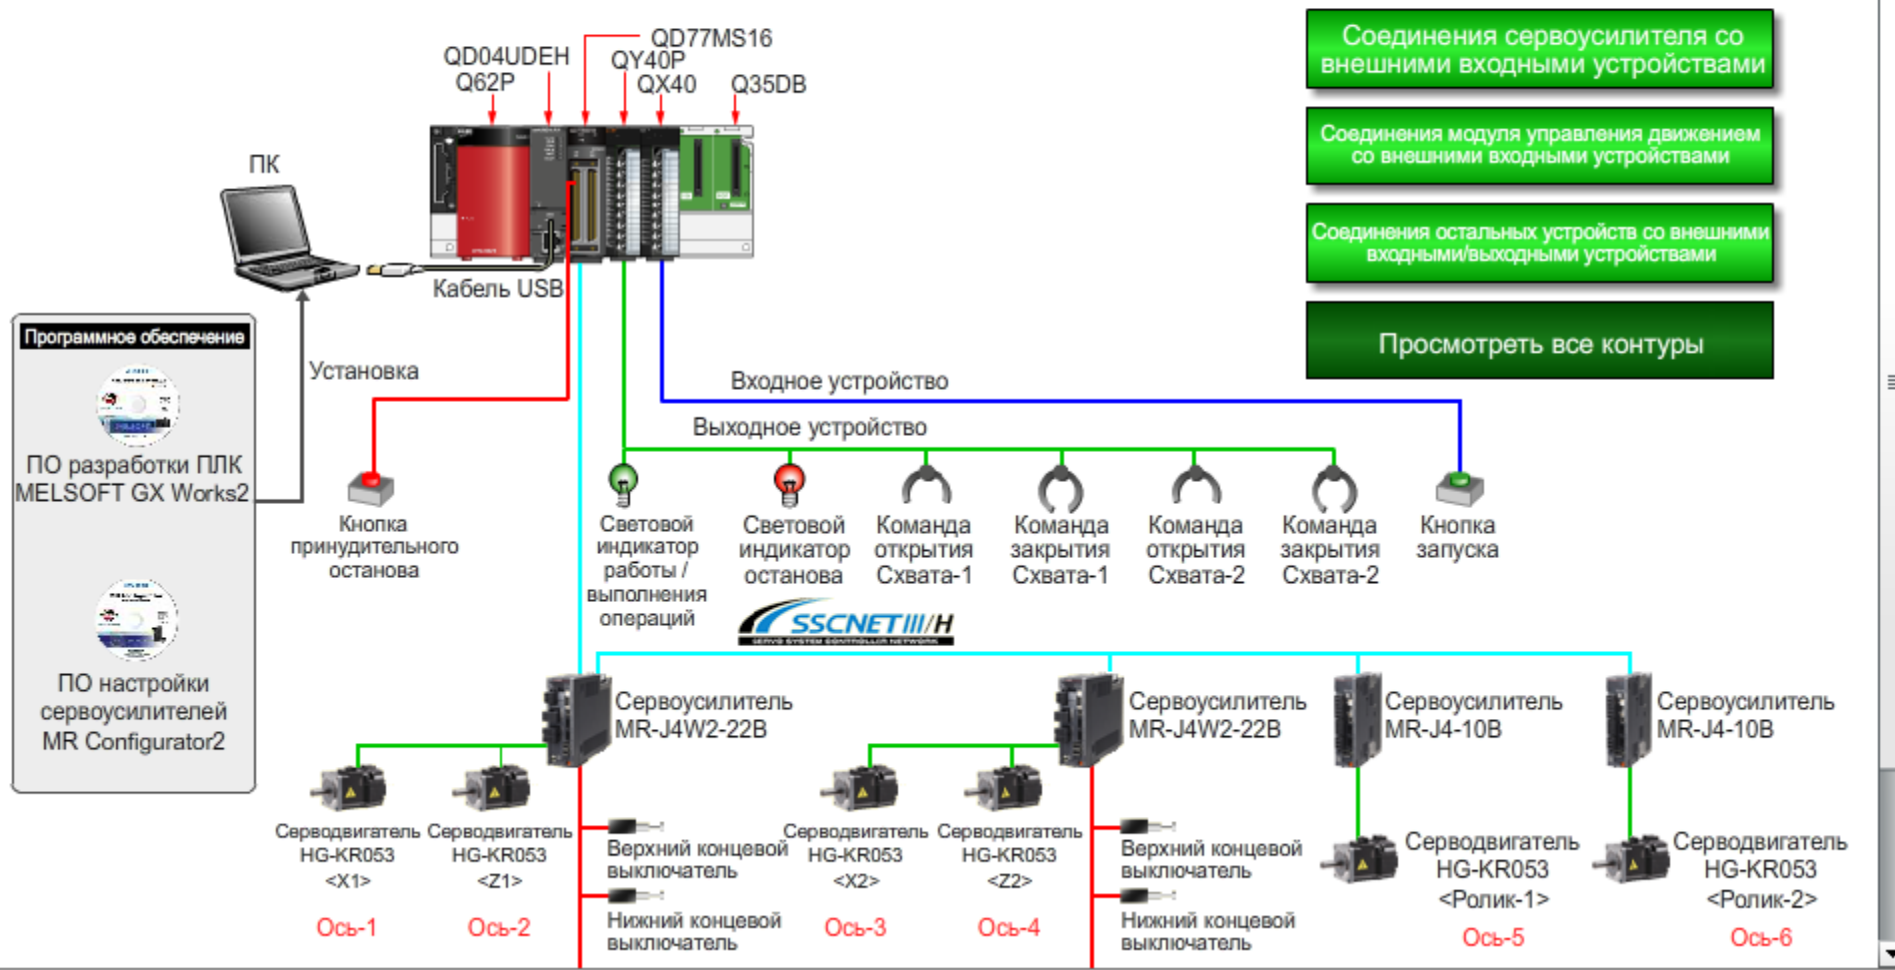 QD77MS16
QD04UDEH
QY40P
Q62P
QX40
Q35DB
ПК
Кабель USB
Соединения сервоусилителя со
внешними входными устройствами
Соединения модуля управления движением
со внешними входными устройствами
Соединения остальных устройств со внешними
входными/выходными устройствами
Просмотреть все контуры
Программное обеспечение
ПО разработки ПЛК
MELSOFT GX Works2
ПО настройки
сервоусилителей
MR Configurator2
Установка
Входное устройство
Выходное устройство
Кнопка
принудительного
останова
Световой
индикатор
работы /
выполнения
операций
Световой
индикатор
останова
Команда
открытия
Схвата-1
Команда
закрытия
Схвата-1
Команда
открытия
Схвата-2
Команда
закрытия
Схвата-2
Кнопка
запуска
SSCNETIII/H
SERVO SYSTEM CONTROLLER NETWORK
Сервоусилитель
MR-J4W2-22B
Сервоусилитель
MR-J4W2-22B
Сервоусилитель
MR-J4-10B
Сервоусилитель
MR-J4-10B
Серводвигатель
HG-KR053
<X1>
Ось-1
Серводвигатель
HG-KR053
<Z1>
Ось-2
Верхний концевой
выключатель
Нижний концевой
выключатель
Серводвигатель
HG-KR053
<X2>
Ось-3
Серводвигатель
HG-KR053
<Z2>
Ось-4
Верхний концевой
выключатель
Нижний концевой
выключатель
Серводвигатель
HG-KR053
<Ролик-1>
Ось-5
Серводвигатель
HG-KR053
<Ролик-2>
Ось-6